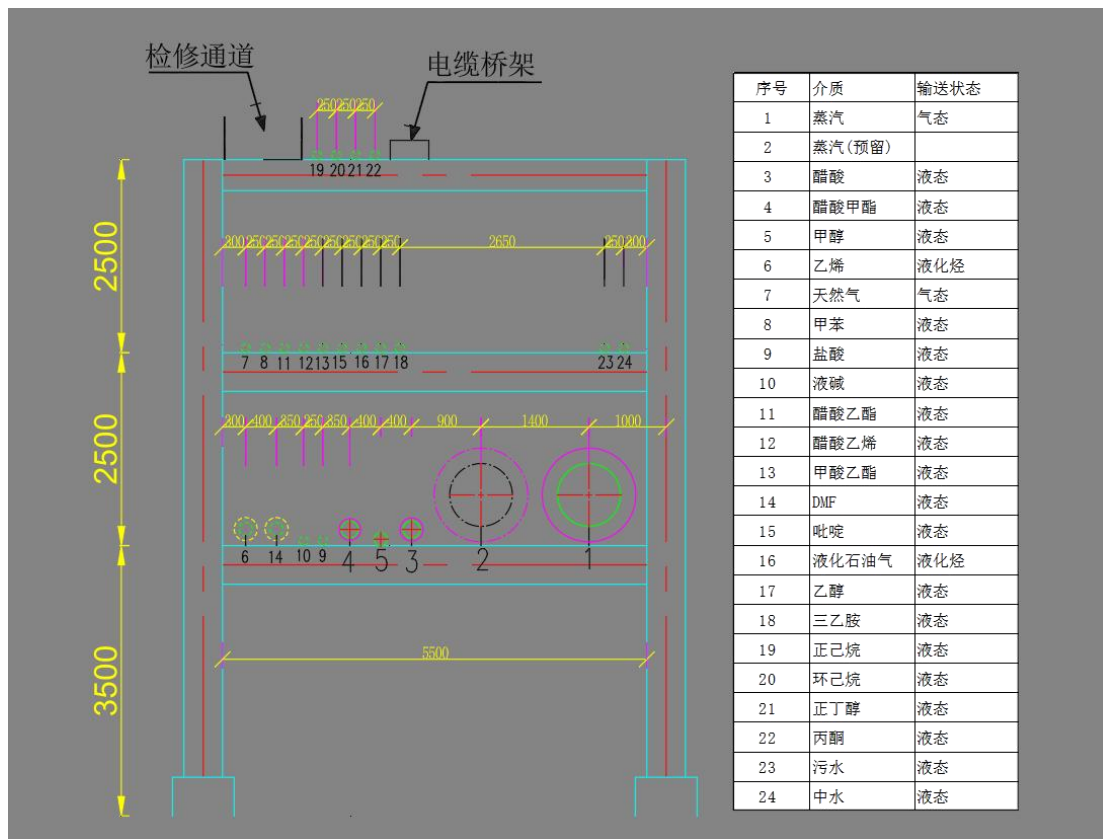 检修通道
电缆桥架
250 250 250
19 20 21 22
2500
300 250 250 250 250 250 250 250 250 2650 250 300
7 8 11 12 13 15 16 17 18 23 24
2500
300 400 350 250 350 400 400 900 1400 1000
6 14 10 9 4 5 3 2 1
3500
5500
序号 介质 输送状态
1 蒸汽 气态
2 蒸汽(预留)
3 醋酸 液态
4 醋酸甲酯 液态
5 甲醇 液态
6 乙烯 液化烃
7 天然气 气态
8 甲苯 液态
9 盐酸 液态
10 液碱 液态
11 醋酸乙酯 液态
12 醋酸乙烯 液态
13 甲酸乙酯 液态
14 DMF 液态
15 吡啶 液态
16 液化石油气 液化烃
17 乙醇 液态
18 三乙胺 液态
19 正己烷 液态
20 环己烷 液态
21 正丁醇 液态
22 丙酮 液态
23 污水 液态
24 中水 液态